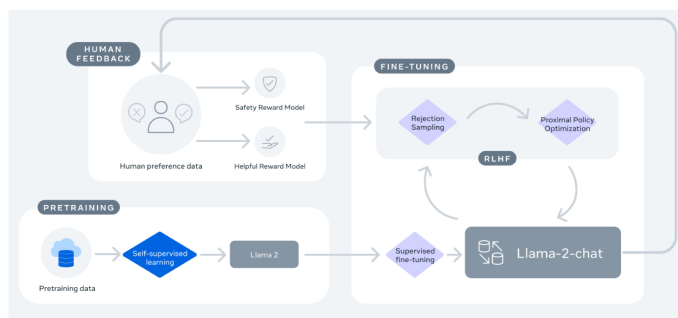 HUMAN
FEEDBACK
Safety Reward Model
Human preference data
Helpful Reward Model
FINE-TUNING
Rejection
Sampling
Proximal Policy
Optimization
RLHF
PRETRAINING
Pretraining data
Self-supervised
learning
Llama 2
Supervised
fine-tuning
Llama-2-chat